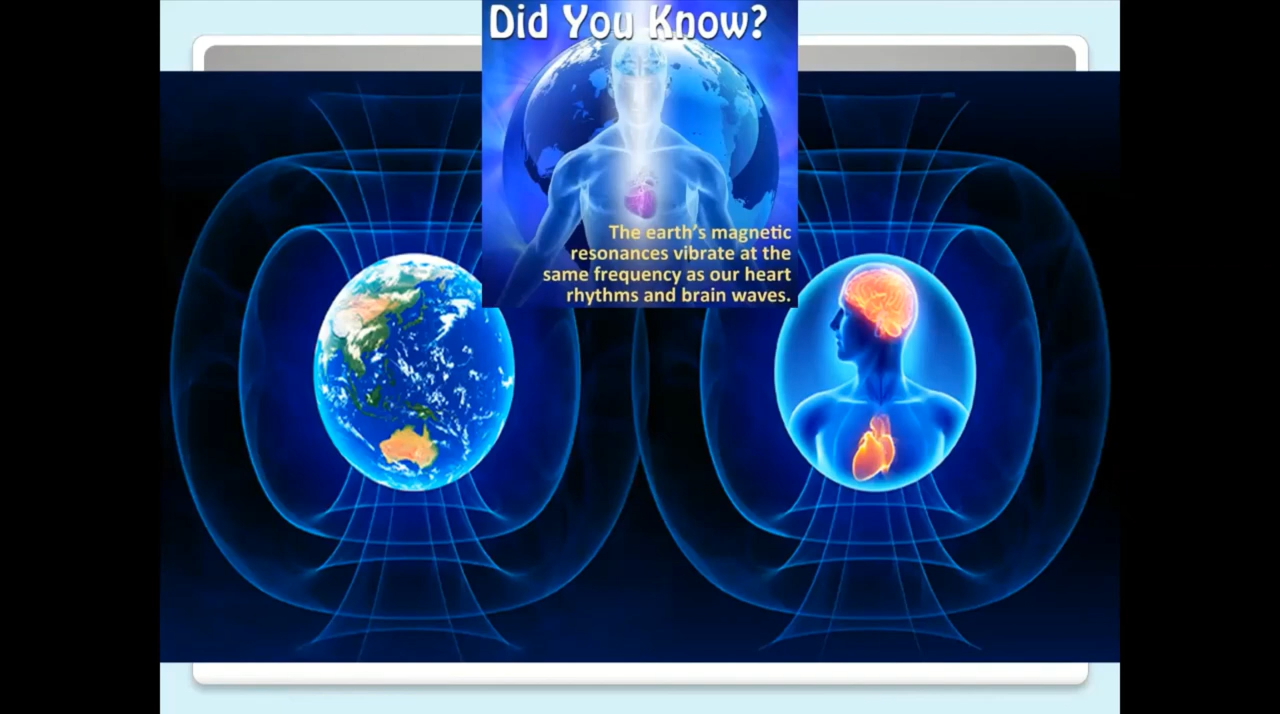 Did You Know?
The earth's magnetic
resonances vibrate at the
same frequency as our heart
rhythms and brain waves.